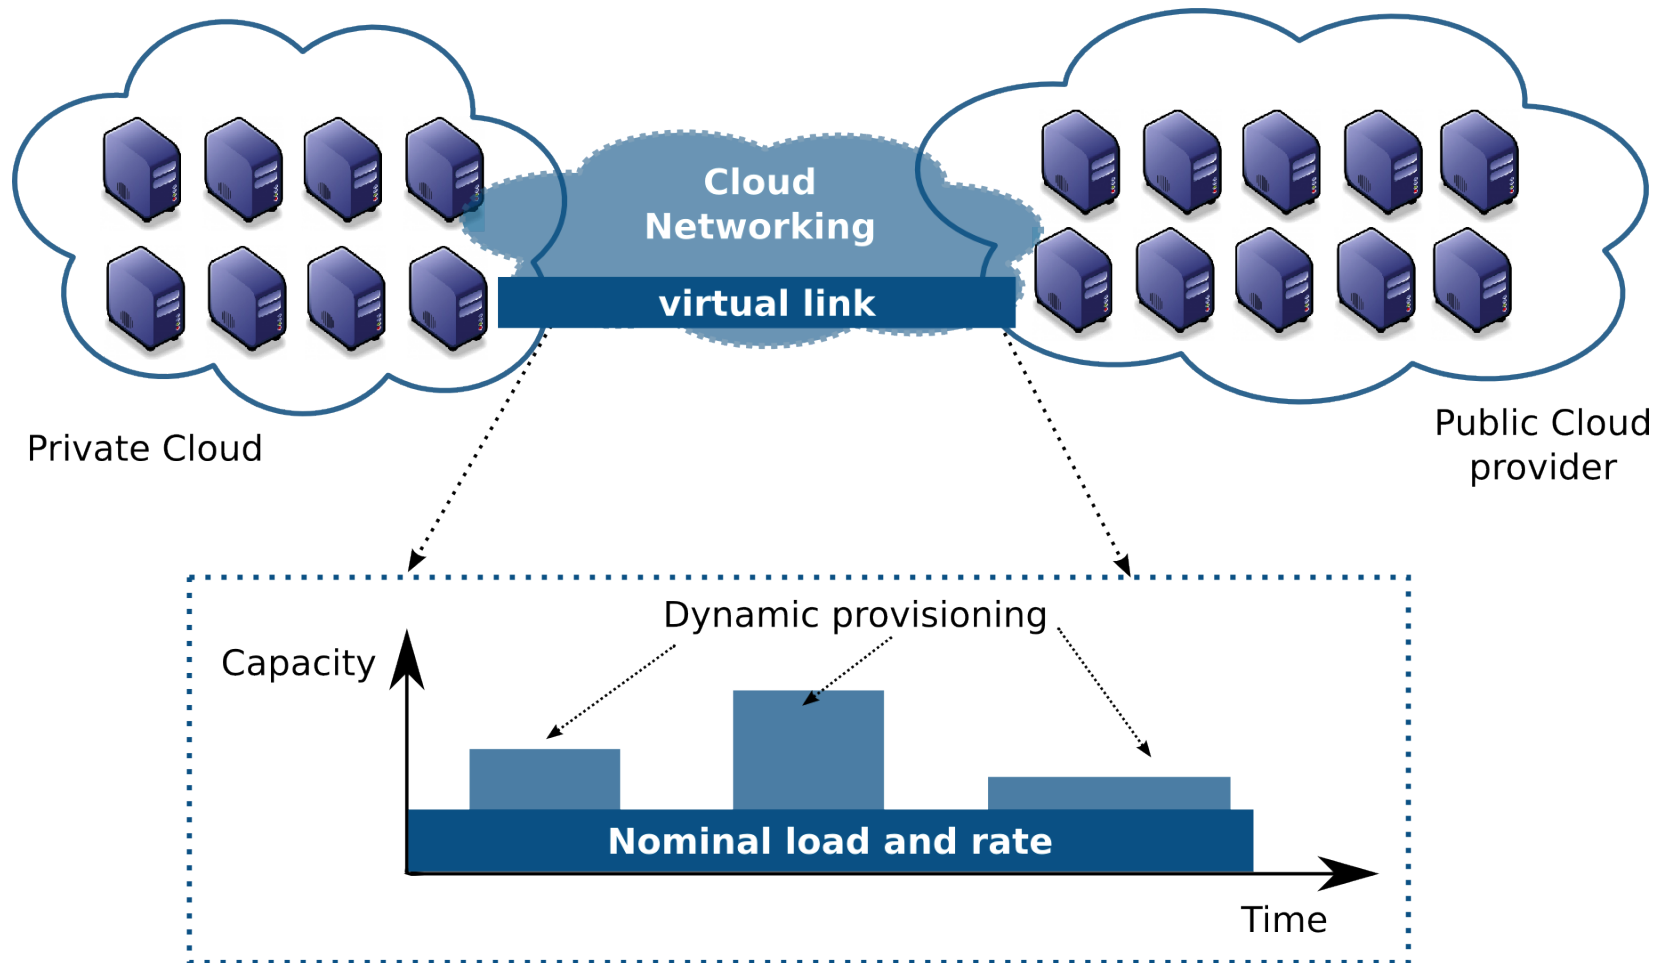 Cloud
Networking
virtual link
Private Cloud
Public Cloud
provider
Dynamic provisioning
Capacity
Nominal load and rate
Time